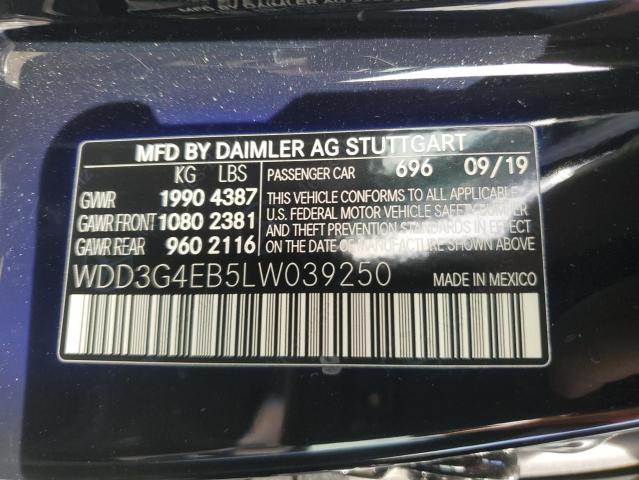 MFD BY DAIMLER AG STUTTGART
KG LBS
PASSENGER CAR 696 09/19
GVWR 1990 4387
GAWR FRONT 1080 2381
GAWR REAR 960 2116
THIS VEHICLE CONFORMS TO ALL APPLICABLE
U.S. FEDERAL MOTOR VEHICLE SAFETY, BUMPER
AND THEFT PREVENTION STANDARDS IN EFFECT
ON THE DATE OF MANUFACTURE SHOWN ABOVE.
WDD3G4EB5LW039250
MADE IN MEXICO